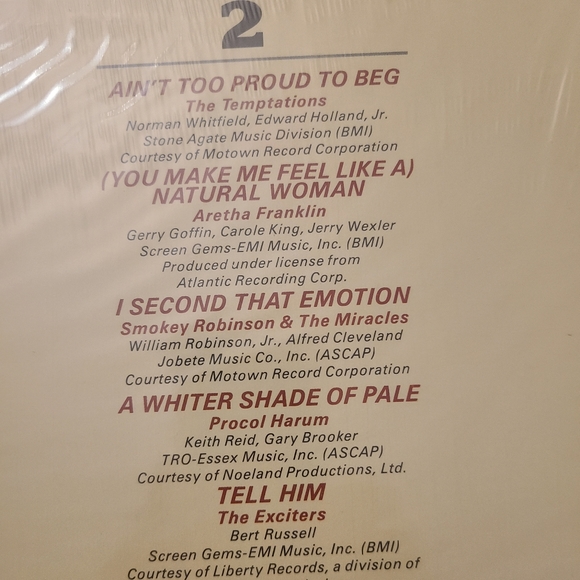 2
AIN'T TOO PROUD TO BEG
The Temptations
Norman Whitfield, Edward Holland, Jr.
Stone Agate Music Division (BMI)
Courtesy of Motown Record Corporation
(YOU MAKE ME FEEL LIKE A)
NATURAL WOMAN
Aretha Franklin
Gerry Goffin, Carole King, Jerry Wexler
Screen Gems-EMI Music, Inc. (BMI)
Produced under license from
Atlantic Recording Corp.
I SECOND THAT EMOTION
Smokey Robinson & The Miracles
William Robinson, Jr., Alfred Cleveland
Jobete Music Co., Inc. (ASCAP)
Courtesy of Motown Record Corporation
A WHITER SHADE OF PALE
Procol Harum
Keith Reid, Gary Brooker
TRO-Essex Music, Inc. (ASCAP)
Courtesy of Noeland Productions, Ltd.
TELL HIM
The Exciters
Bert Russell
Screen Gems-EMI Music, Inc. (BMI)
Courtesy of Liberty Records, a division of